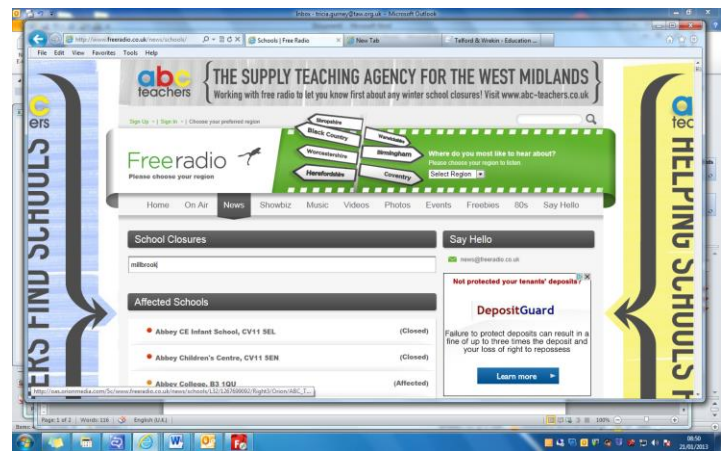 Inbox - tricia.gurney@taw.org.uk - Microsoft Outlook
http://www.freeradio.co.uk/news/schools/
Schools | Free Radio
New Tab
Telford & Wrekin - Education ...
File Edit View Favorites Tools Help
abc
teachers
THE SUPPLY TEACHING AGENCY FOR THE WEST MIDLANDS
Working with free radio to let you know first about any winter school closures! Visit www.abc-teachers.co.uk
Sign Up
Sign In
Choose your preferred region
Shropshire
Black Country
Warwickshire
Worcestershire
Birmingham
Herefordshire
Coventry
Freeradio
Please choose your region
Where do you most like to hear about?
Please choose your region to listen
Select Region
Home On Air News Showbiz Music Videos Photos Events Freebies 80s Say Hello
School Closures
millbrook
Affected Schools
Abbey CE Infant School, CV11 5EL (Closed)
Abbey Children's Centre, CV11 5EN (Closed)
Abbey College, B3 1QU (Affected)
Say Hello
news@freeradio.co.uk
Not protected your tenants' deposits?
DepositGuard
Failure to protect deposits can result in a
fine of up to three times the deposit and
your loss of right to repossess
Learn more
ers
ERS FIND SCHOOLS
tea
HELPING SCHOOLS F
Page: 1 of 2 Words: 116 English (U.K.) 100%
08:50
21/01/2013